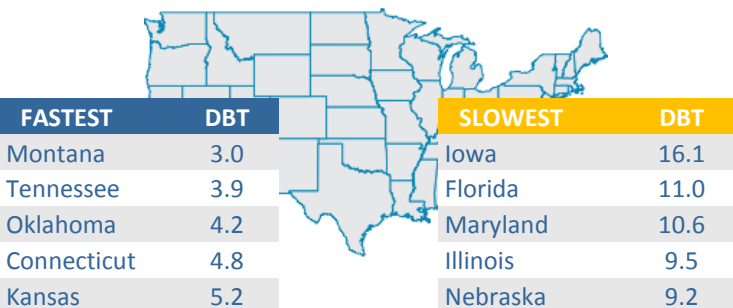 FASTEST DBT
Montana 3.0
Tennessee 3.9
Oklahoma 4.2
Connecticut 4.8
Kansas 5.2
SLOWEST DBT
Iowa 16.1
Florida 11.0
Maryland 10.6
Illinois 9.5
Nebraska 9.2